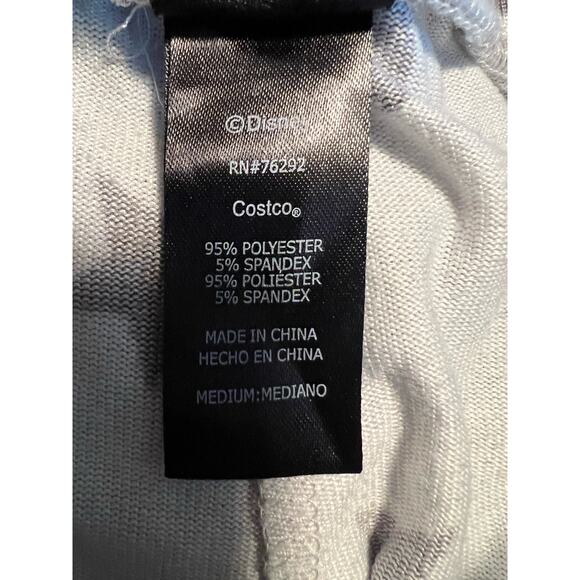 ©Disney
RN#76292
Costco®
95% POLYESTER
5% SPANDEX
95% POLIÉSTER
5% SPANDEX
MADE IN CHINA
HECHO EN CHINA
MEDIUM:MEDIANO